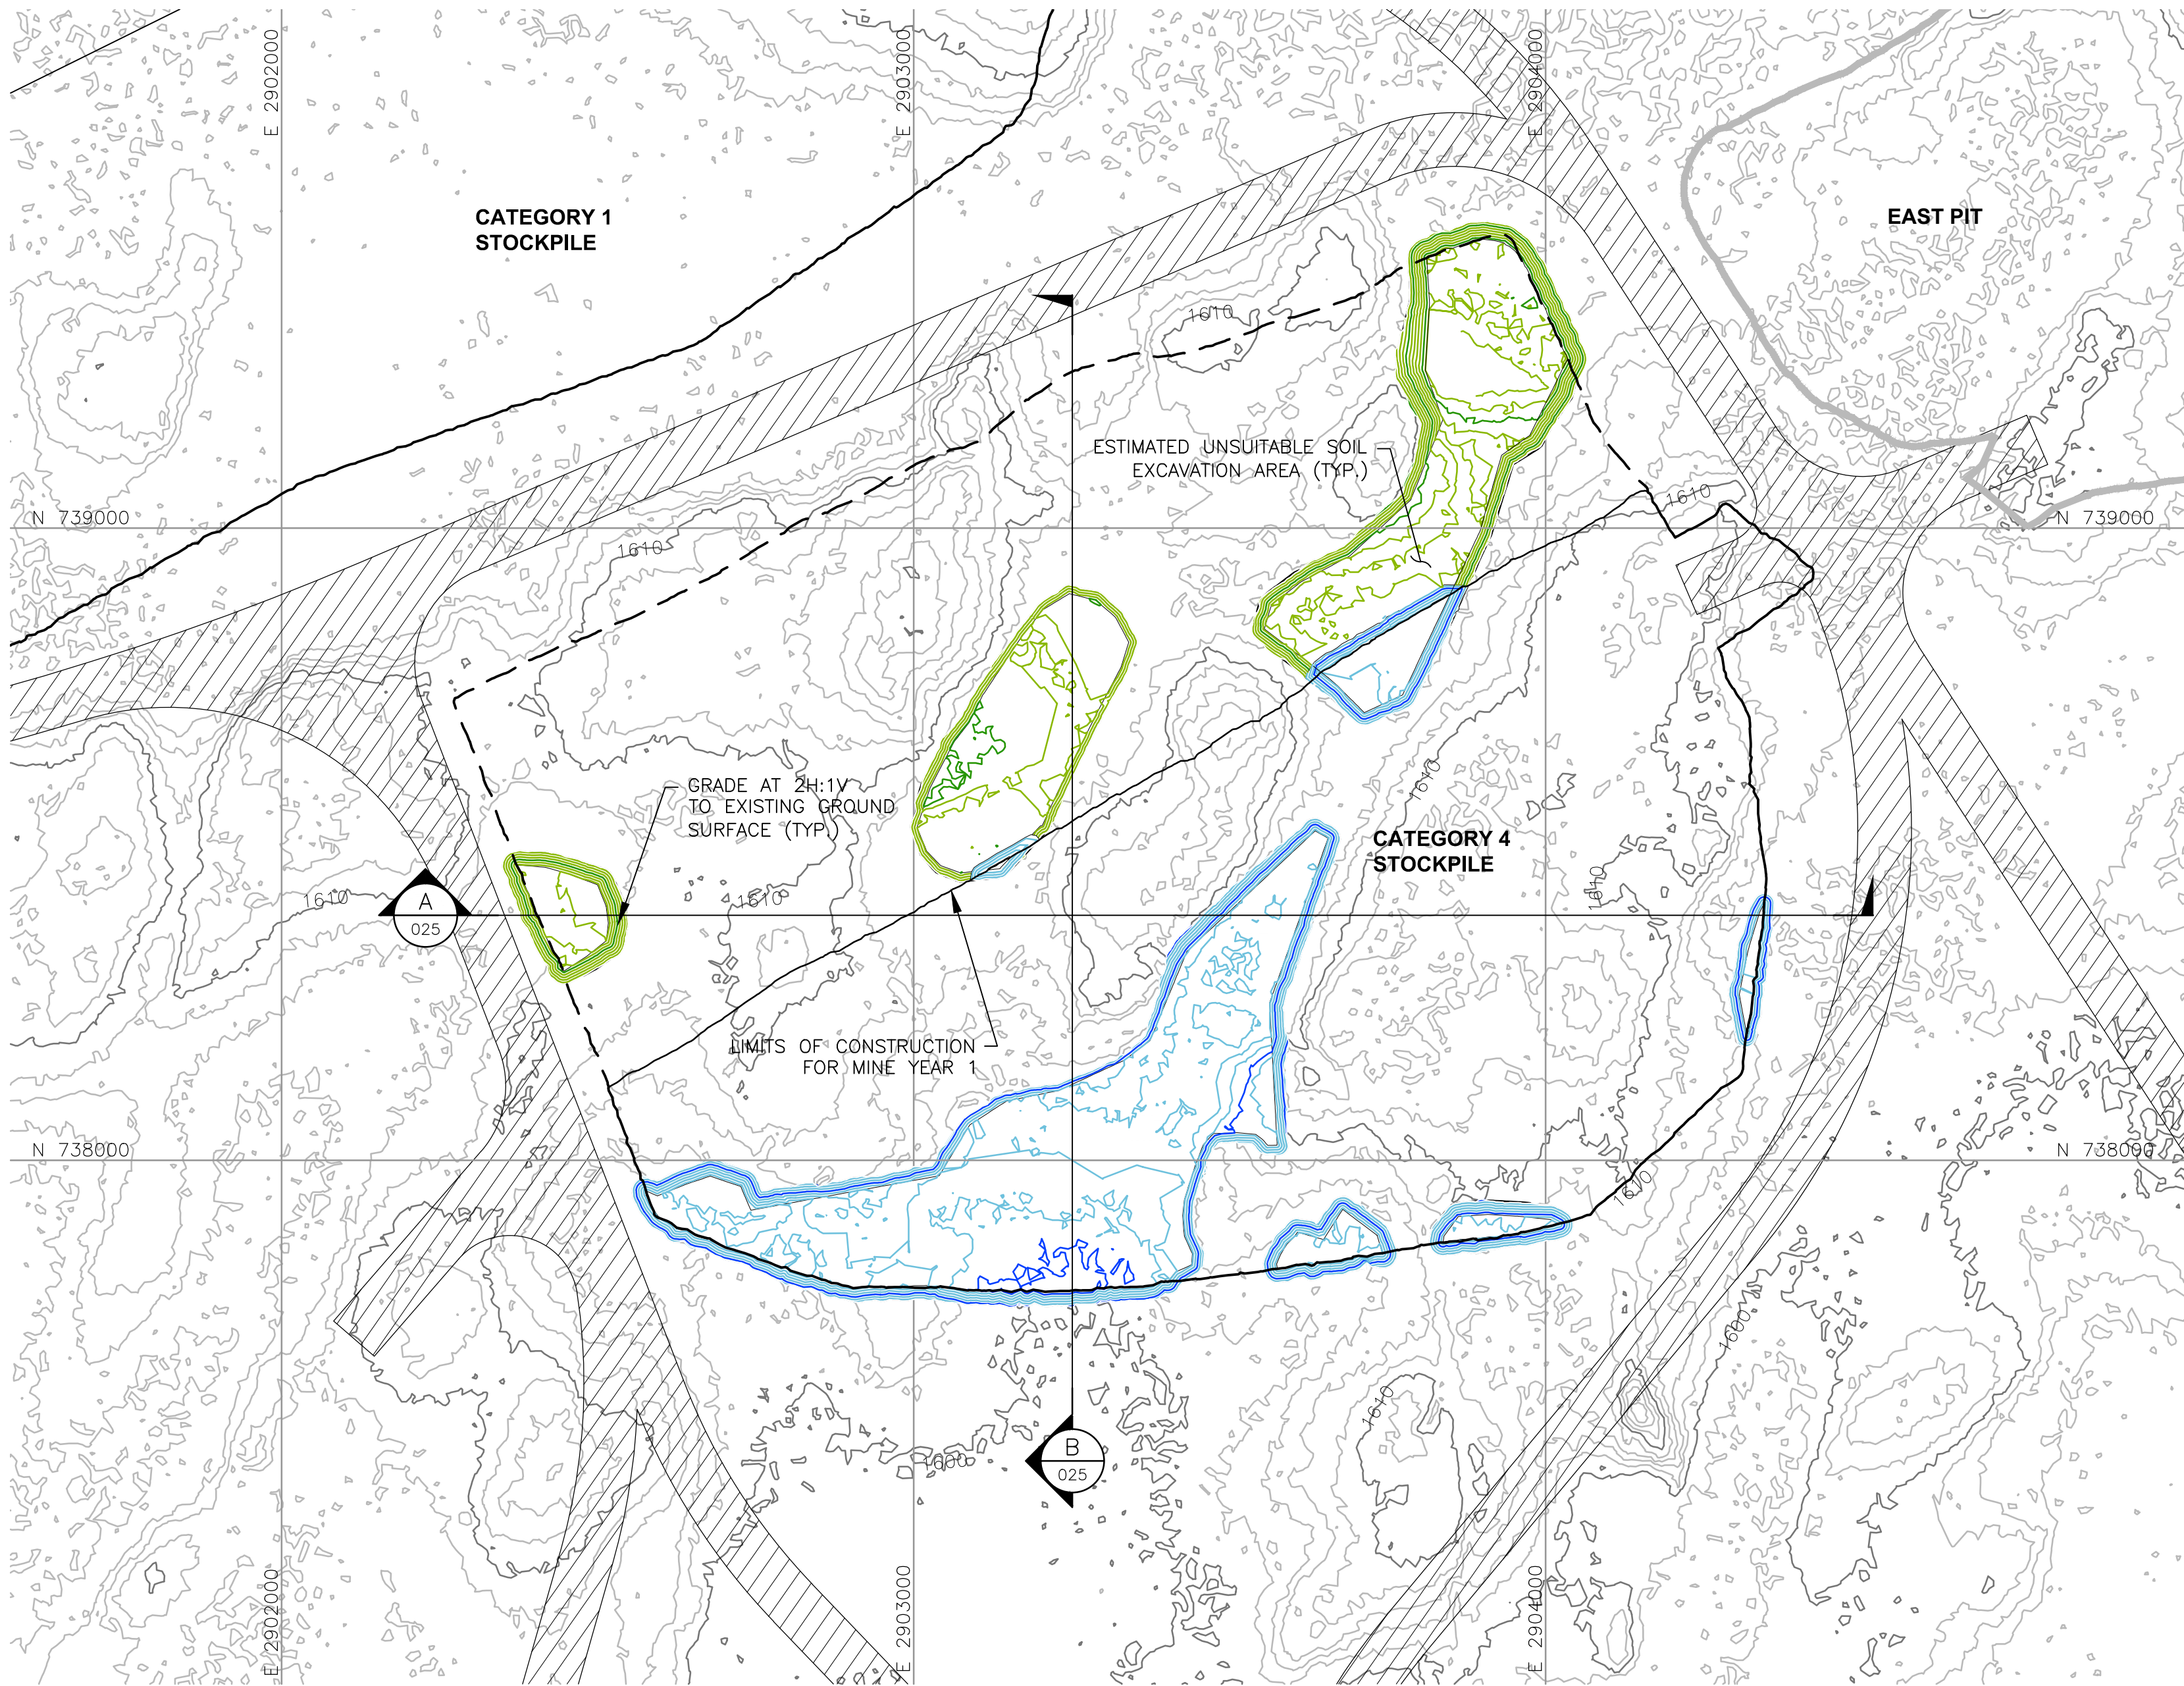 E 2902000
E 2903000
E 2904000
CATEGORY 1
STOCKPILE
EAST PIT
1610
ESTIMATED UNSUITABLE SOIL
EXCAVATION AREA (TYP.)
1610
N 739000
N 739000
1610
GRADE AT 2H:1V
TO EXISTING GROUND
SURFACE (TYP.)
1610
CATEGORY 4
STOCKPILE
1610
1610
1610
A
025
LIMITS OF CONSTRUCTION
FOR MINE YEAR 1
N 738000
N 738000
1610
1600
1610
B
025
1600
E 2902000
E 2903000
E 2904000